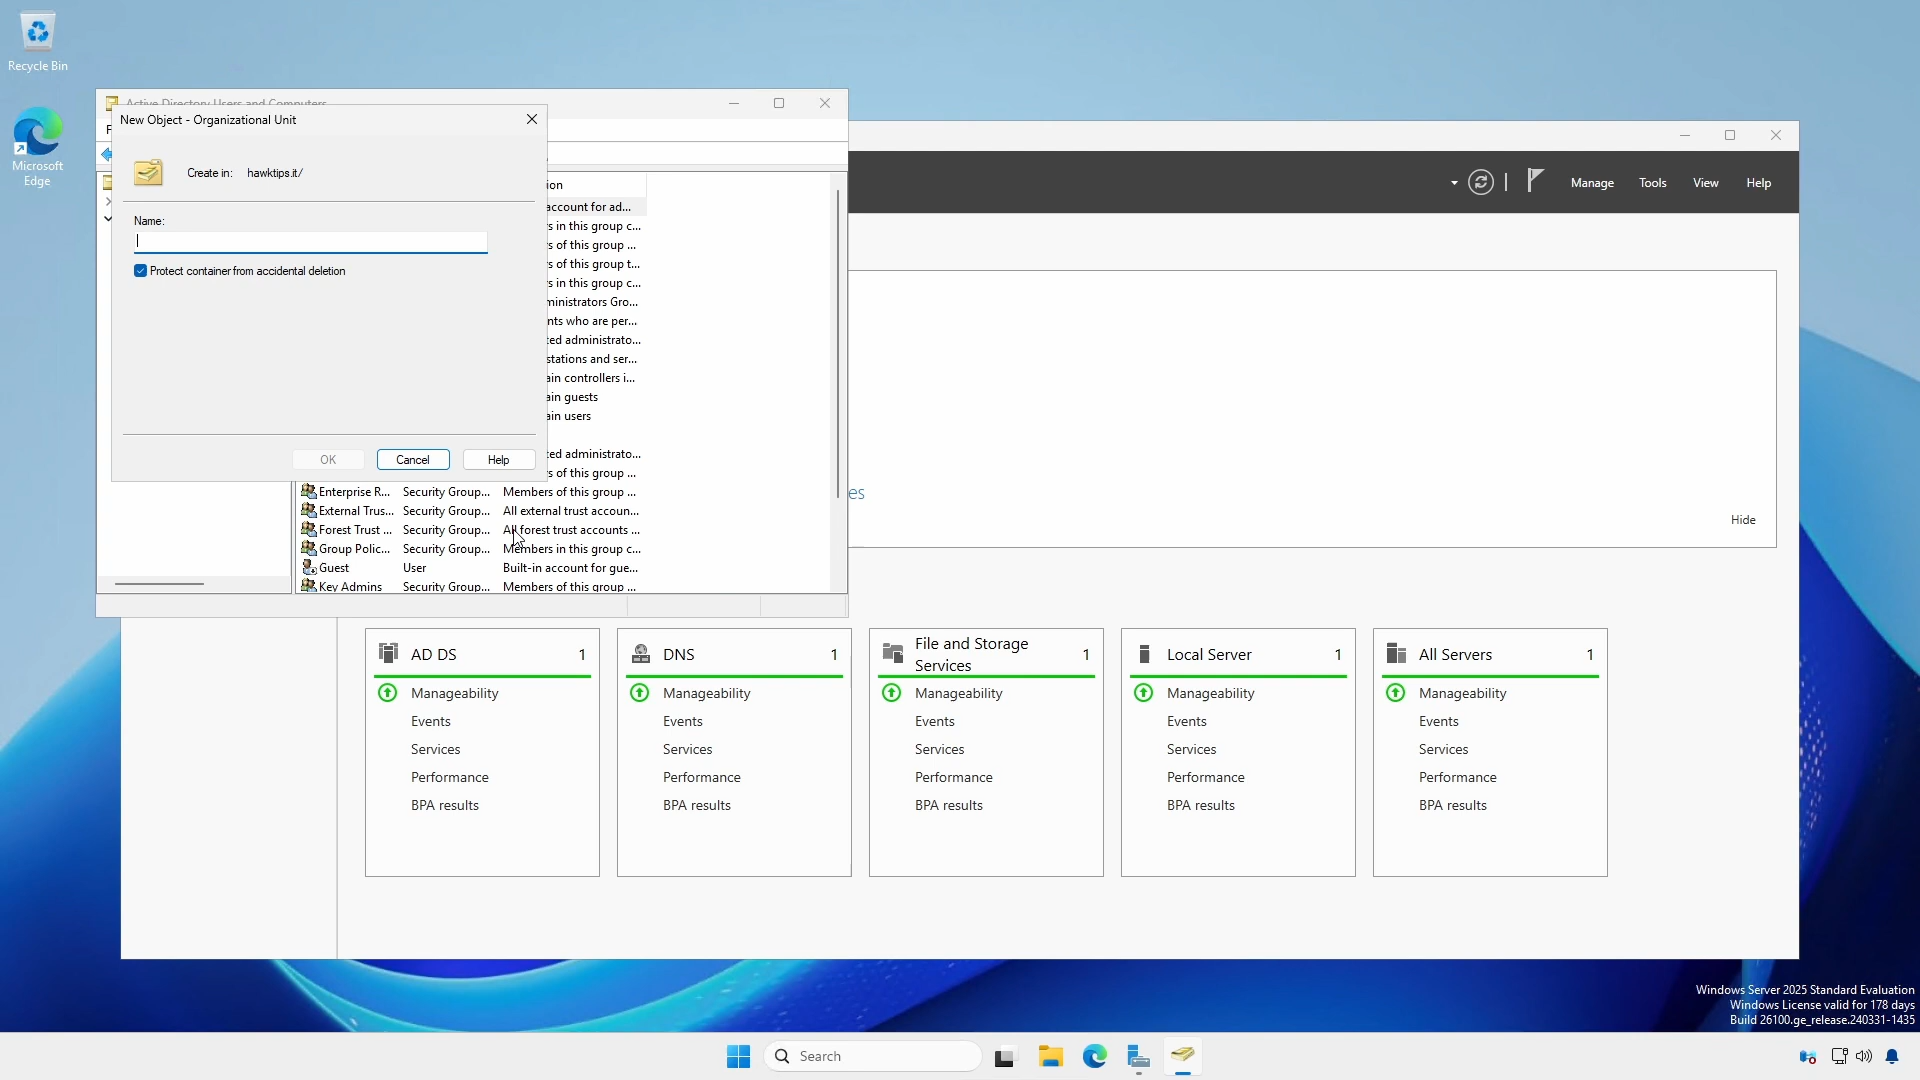 Recycle Bin
Microsoft
Edge
Active Directory Users and Computers
New Object - Organizational Unit
Create in: hawktips.it/
Name:
Protect container from accidental deletion
OK
Cancel
Help
ion
account for ad...
s in this group c...
s of this group ...
s of this group t...
s in this group c...
ministrators Gro...
nts who are per...
ed administrato...
stations and ser...
ain controllers i...
ain guests
ain users
ed administrato...
s of this group ...
Enterprise R... Security Group... Members of this group ...
External Trus... Security Group... All external trust accoun...
Forest Trust ... Security Group... All forest trust accounts ...
Group Polic... Security Group... Members in this group c...
Guest User Built-in account for gue...
Key Admins Security Group... Members of this group ...
Manage Tools View Help
es
Hide
AD DS 1
Manageability
Events
Services
Performance
BPA results
DNS 1
Manageability
Events
Services
Performance
BPA results
File and Storage
Services 1
Manageability
Events
Services
Performance
BPA results
Local Server 1
Manageability
Events
Services
Performance
BPA results
All Servers 1
Manageability
Events
Services
Performance
BPA results
Windows Server 2025 Standard Evaluation
Windows License valid for 178 days
Build 26100.ge_release.240331-1435
Search